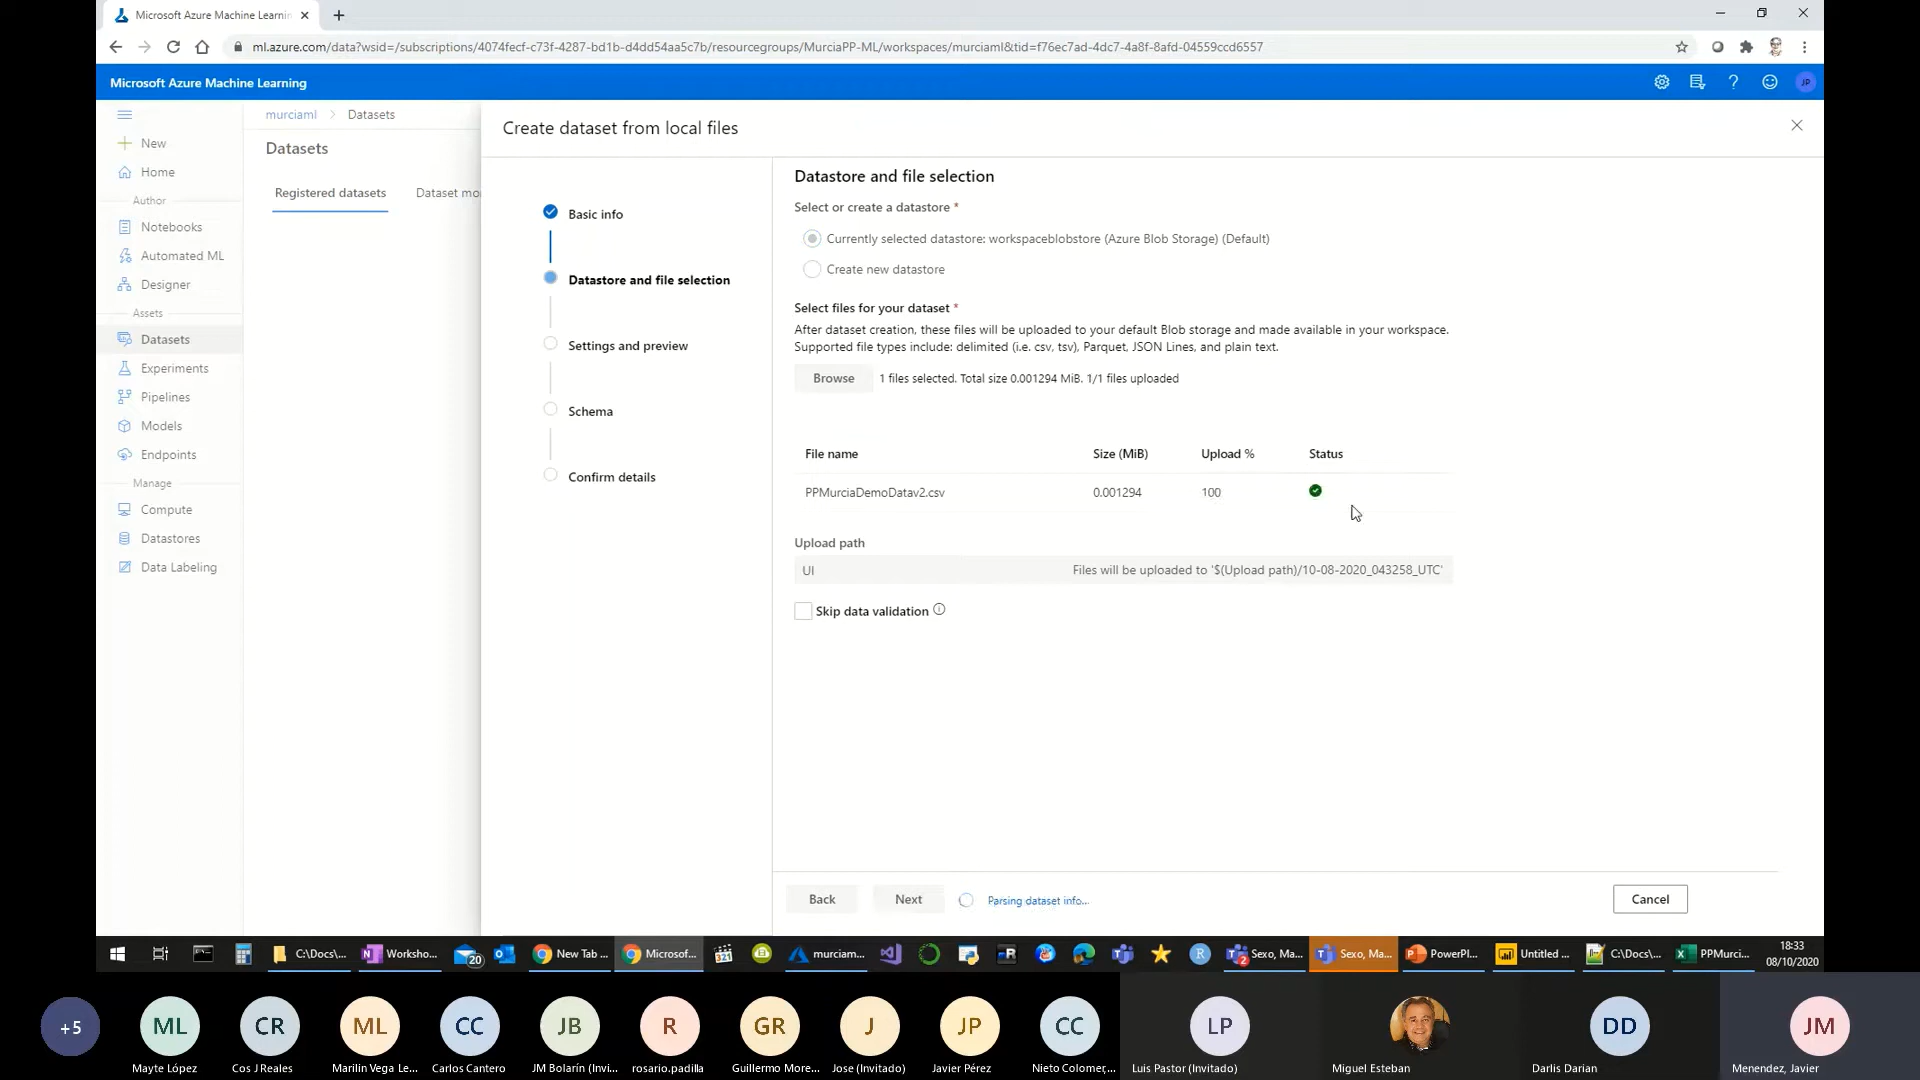 Microsoft Azure Machine Learnin
ml.azure.com/data?wsid=/subscriptions/4074fecf-c73f-4287-bd1b-d4dd54aa5c7b/resourcegroups/MurciaPP-ML/workspaces/murciaml&tid=f76ec7ad-4dc7-4a8f-8afd-04559ccd6557
Microsoft Azure Machine Learning
JP
New
Home
Author
Notebooks
Automated ML
Designer
Assets
Datasets
Experiments
Pipelines
Models
Endpoints
Manage
Compute
Datastores
Data Labeling
murciaml > Datasets
Datasets
Registered datasets
Dataset mo
Create dataset from local files
Basic info
Datastore and file selection
Settings and preview
Schema
Confirm details
Datastore and file selection
Select or create a datastore *
Currently selected datastore: workspaceblobstore (Azure Blob Storage) (Default)
Create new datastore
Select files for your dataset *
After dataset creation, these files will be uploaded to your default Blob storage and made available in your workspace.
Supported file types include: delimited (i.e. csv, tsv), Parquet, JSON Lines, and plain text.
Browse 1 files selected. Total size 0.001294 MiB. 1/1 files uploaded
File name Size (MiB) Upload % Status
PPMurciaDemoDatav2.csv 0.001294 100
Upload path
UI Files will be uploaded to '$(Upload path)/10-08-2020_043258_UTC'
Skip data validation
Back Next Parsing dataset info... Cancel
C:\Docs\... Worksho... 20 New Tab ... Microsof... 321 murciam... R R 2 Sexo, Ma... Sexo, Ma... PowerPl... Untitled ... C:\Docs\... PPMurci... 18:33
08/10/2020
+5 ML CR ML CC JB R GR J JP CC LP DD JM
Mayte López Cos J Reales Marilin Vega Le... Carlos Cantero JM Bolarín (Invi... rosario.padilla Guillermo More... Jose (Invitado) Javier Pérez Nieto Colomer,... Luis Pastor (Invitado) Miguel Esteban Darlis Darian Menendez, Javier